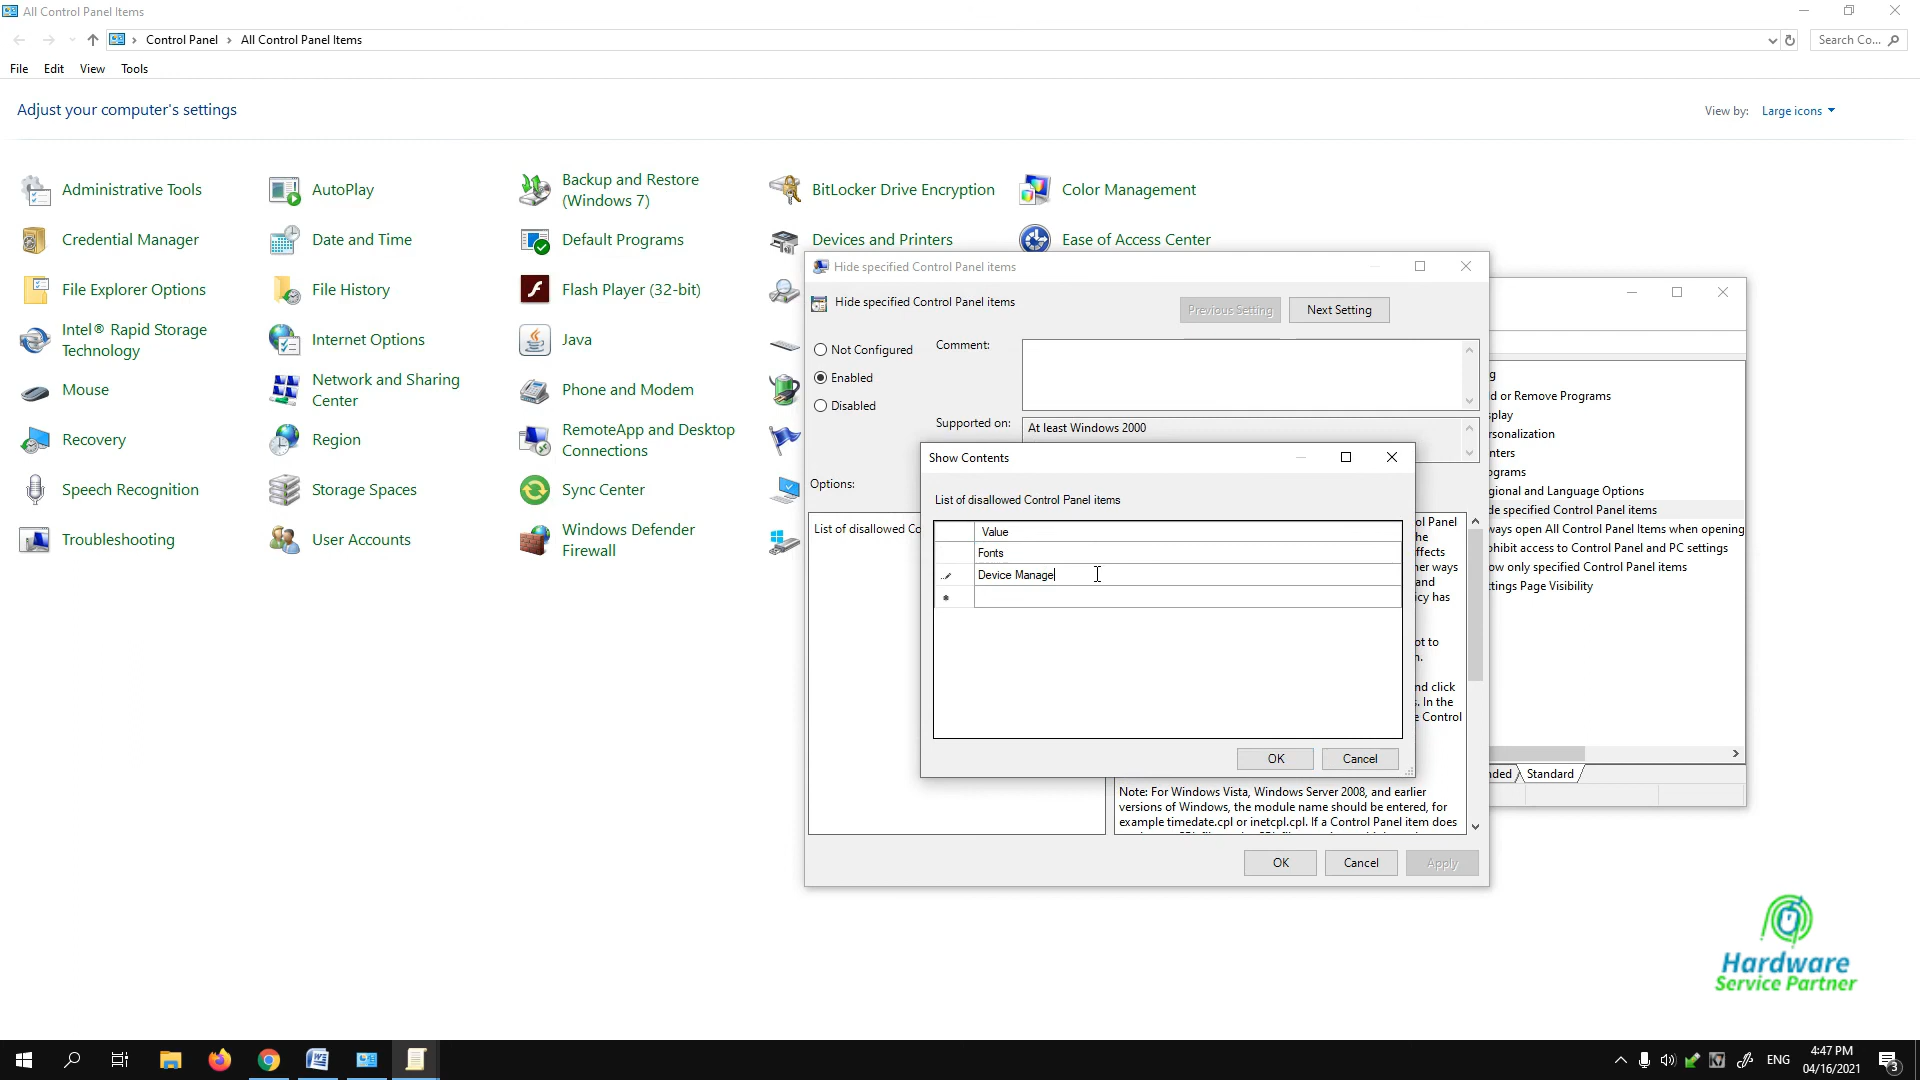 All Control Panel Items
Control Panel > All Control Panel Items
Search Co...
File Edit View Tools
Adjust your computer's settings
View by: Large icons
Administrative Tools
AutoPlay
Backup and Restore
(Windows 7)
BitLocker Drive Encryption
Color Management
Credential Manager
Date and Time
Default Programs
Devices and Printers
Ease of Access Center
File Explorer Options
File History
Flash Player (32-bit)
Intel® Rapid Storage
Technology
Internet Options
Java
Mouse
Network and Sharing
Center
Phone and Modem
Recovery
Region
RemoteApp and Desktop
Connections
Speech Recognition
Storage Spaces
Sync Center
Troubleshooting
User Accounts
Windows Defender
Firewall
Hide specified Control Panel items
Hide specified Control Panel items
Previous Setting
Next Setting
Not Configured
Enabled
Disabled
Comment:
Supported on:
At least Windows 2000
Options:
List of disallowed Co
Show Contents
List of disallowed Control Panel items
Value
Fonts
Device Manage
OK
Cancel
ol Panel
he
ffects
her ways
and
icy has
ot to
n.
nd click
s. In the
e Control
Note: For Windows Vista, Windows Server 2008, and earlier
versions of Windows, the module name should be entered, for
example timedate.cpl or inetcpl.cpl. If a Control Panel item does
OK
Cancel
Apply
g
d or Remove Programs
splay
rsonalization
nters
ograms
gional and Language Options
de specified Control Panel items
ways open All Control Panel Items when opening
ohibit access to Control Panel and PC settings
ow only specified Control Panel items
ttings Page Visibility
nded
Standard
Hardware
Service Partner
ENG
4:47 PM
04/16/2021
3